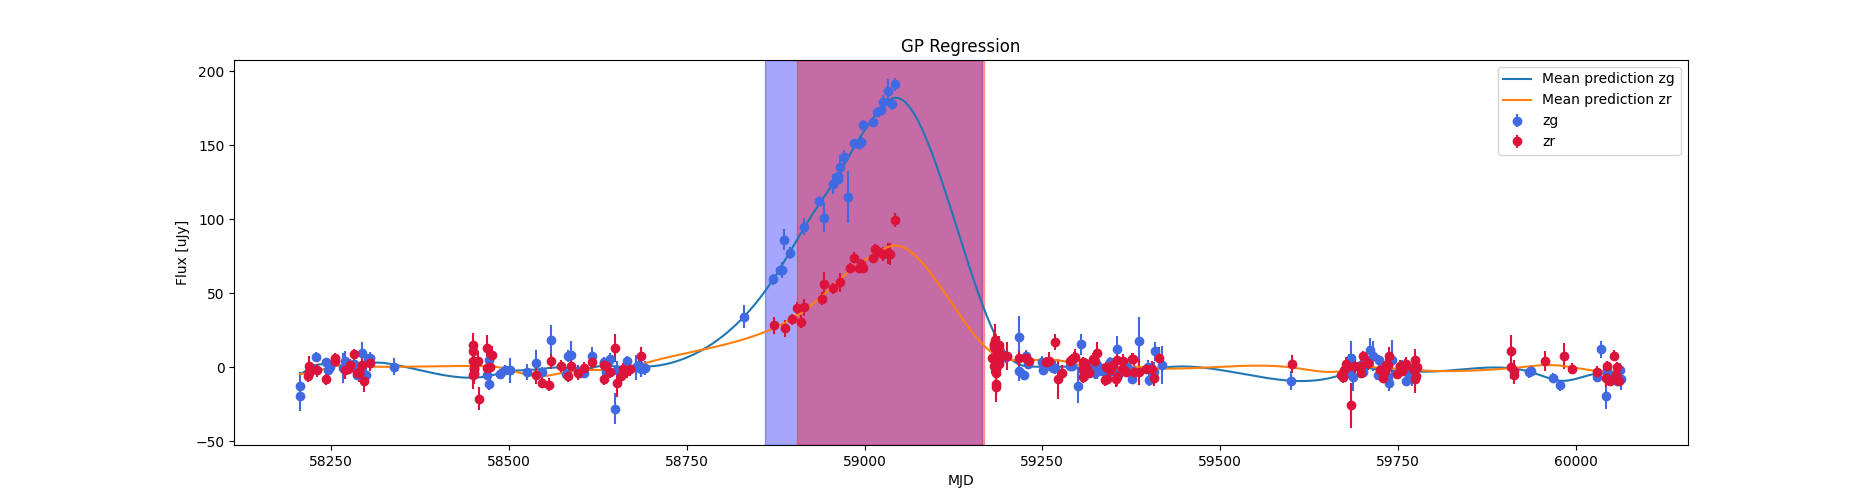 GP Regression
Flux [uJy]
200
150
100
50
0
−50
Mean prediction zg
Mean prediction zr
zg
zr
58250
58500
58750
59000
59250
59500
59750
60000
MJD